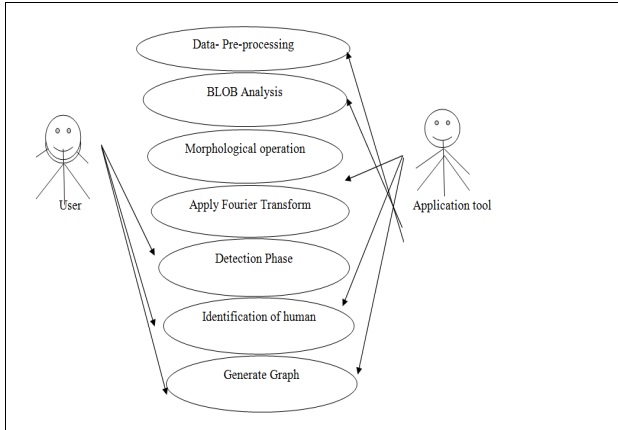 Data- Pre-processing
BLOB Analysis
Morphological operation
Apply Fourier Transform
User
Application tool
Detection Phase
Identification of human
Generate Graph